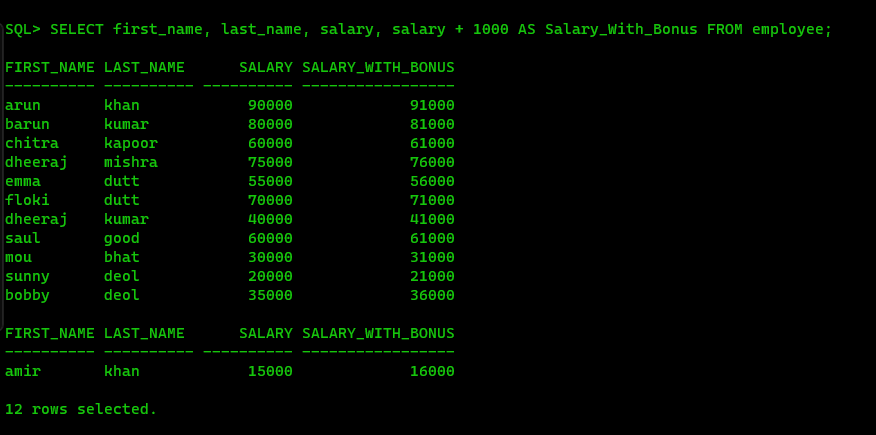 SQL> SELECT first_name, last_name, salary, salary + 1000 AS Salary_With_Bonus FROM employee;
FIRST_NAME LAST_NAME      SALARY SALARY_WITH_BONUS
---------- ---------- ---------- -----------------
arun       khan            90000             91000
barun      kumar           80000             81000
chitra     kapoor          60000             61000
dheeraj    mishra          75000             76000
emma       dutt            55000             56000
floki      dutt            70000             71000
dheeraj    kumar           40000             41000
saul       good            60000             61000
mou        bhat            30000             31000
sunny      deol            20000             21000
bobby      deol            35000             36000
FIRST_NAME LAST_NAME      SALARY SALARY_WITH_BONUS
---------- ---------- ---------- -----------------
amir       khan            15000             16000
12 rows selected.